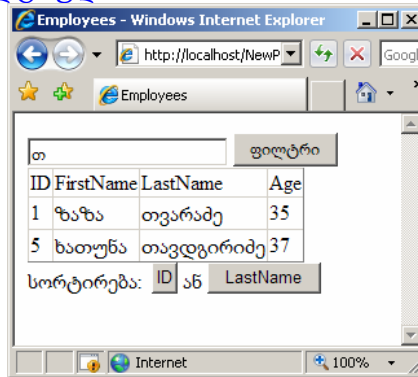 Employees - Windows Internet Explorer
http://localhost/NewP
Googl
Employees
თ ფილტრი
ID FirstName LastName Age
1 ზაზა თვარაძე 35
5 ხათუნა თავდგირიძე 37
სორტირება: ID ან LastName
Internet 100%